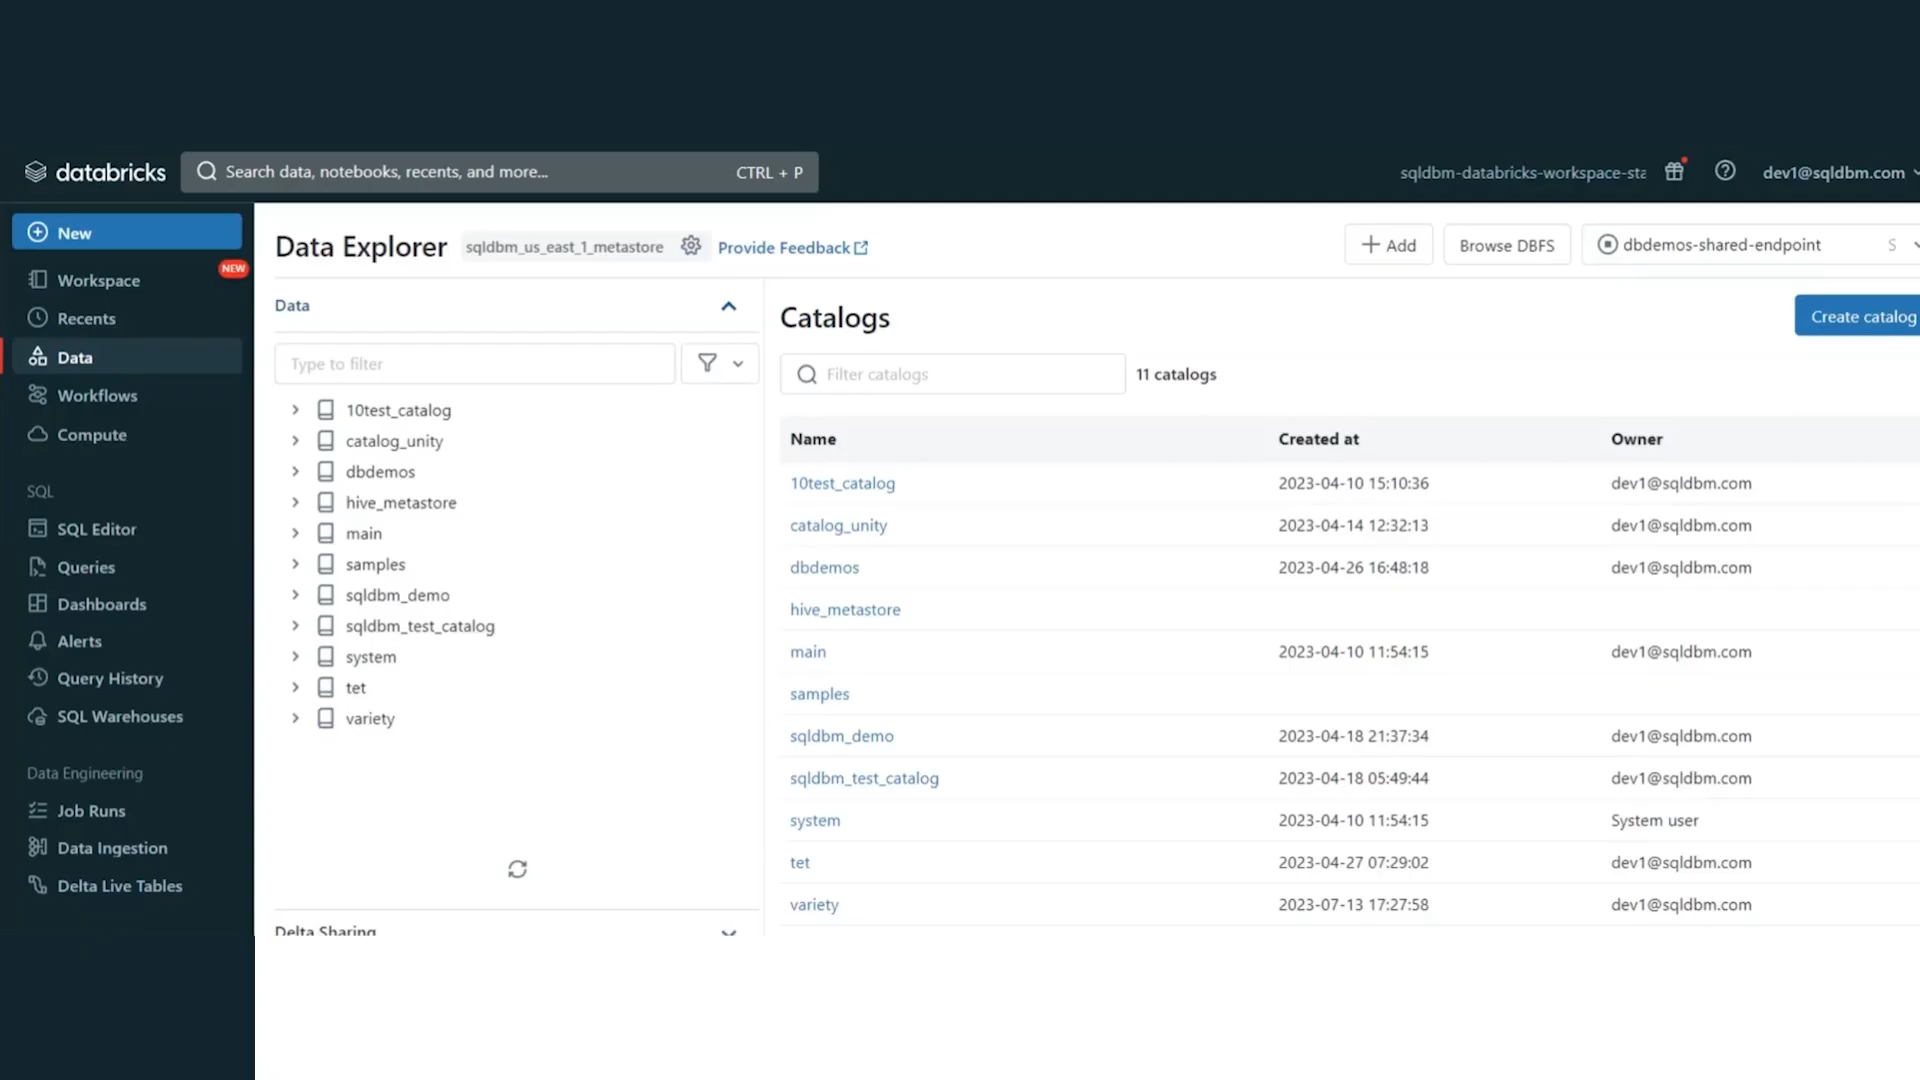 databricks
Search data, notebooks, recents, and more... CTRL + P
sqldbm-databricks-workspace-sta
dev1@sqldbm.com
New
Workspace NEW
Recents
Data
Workflows
Compute
SQL
SQL Editor
Queries
Dashboards
Alerts
Query History
SQL Warehouses
Data Engineering
Job Runs
Data Ingestion
Delta Live Tables
Data Explorer sqldbm_us_east_1_metastore Provide Feedback
Add Browse DBFS dbdemos-shared-endpoint S
Data
Type to filter
10test_catalog
catalog_unity
dbdemos
hive_metastore
main
samples
sqldbm_demo
sqldbm_test_catalog
system
tet
variety
Delta Sharing
Catalogs
Create catalog
Filter catalogs 11 catalogs
Name Created at Owner
10test_catalog 2023-04-10 15:10:36 dev1@sqldbm.com
catalog_unity 2023-04-14 12:32:13 dev1@sqldbm.com
dbdemos 2023-04-26 16:48:18 dev1@sqldbm.com
hive_metastore
main 2023-04-10 11:54:15 dev1@sqldbm.com
samples
sqldbm_demo 2023-04-18 21:37:34 dev1@sqldbm.com
sqldbm_test_catalog 2023-04-18 05:49:44 dev1@sqldbm.com
system 2023-04-10 11:54:15 System user
tet 2023-04-27 07:29:02 dev1@sqldbm.com
variety 2023-07-13 17:27:58 dev1@sqldbm.com